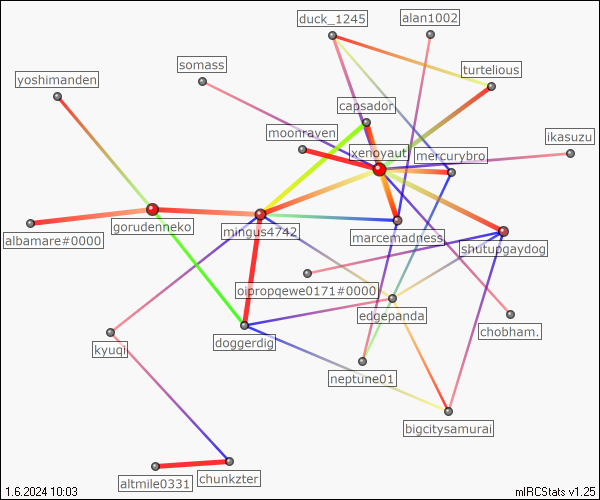 duck_1245
alan1002
somass
turtelious
yoshimanden
capsador
moonraven
ikasuzu
xenoyaut
mercurybro.
albamare#0000
gorudenneko
mingus4742
marcemadness
shutupgaydog
oipropqewe0171#0000
edgepanda
chobham.
kyuqi
doggerdig
neptune01
bigcitysamurai
altmile0331
chunkzter
1.6.2024 10:03
mIRCStats v1.25